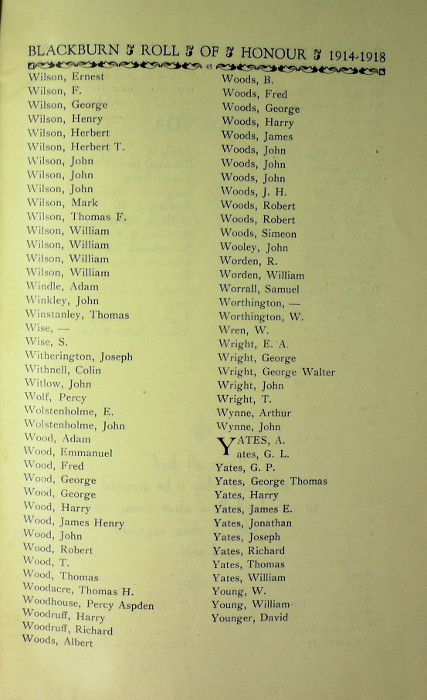 BLACKBURN ROLL OF HONOUR 1914-1918
45
Wilson, Ernest
Wilson, F.
Wilson, George
Wilson, Henry
Wilson, Herbert
Wilson, Herbert T.
Wilson, John
Wilson, John
Wilson, John
Wilson, Mark
Wilson, Thomas F.
Wilson, William
Wilson, William
Wilson, William
Wilson, William
Windle, Adam
Winkley, John
Winstanley, Thomas
Wise, —
Wise, S.
Witherington, Joseph
Withnell, Colin
Witlow, John
Wolf, Percy
Wolstenholme, E.
Wolstenholme, John
Wood, Adam
Wood, Emmanuel
Wood, Fred
Wood, George
Wood, George
Wood, Harry
Wood, James Henry
Wood, John
Wood, Robert
Wood, T.
Wood, Thomas
Woodacre, Thomas H.
Woodhouse, Percy Aspden
Woodruff, Harry
Woodruff, Richard
Woods, Albert
Woods, B.
Woods, Fred
Woods, George
Woods, Harry
Woods, James
Woods, John
Woods, John
Woods, John
Woods, J. H.
Woods, Robert
Woods, Robert
Woods, Simeon
Wooley, John
Worden, R.
Worden, William
Worrall, Samuel
Worthington, —
Worthington, W.
Wren, W.
Wright, E. A.
Wright, George
Wright, George Walter
Wright, John
Wright, T.
Wynne, Arthur
Wynne, John
YATES, A.
Yates, G. L.
Yates, G. P.
Yates, George Thomas
Yates, Harry
Yates, James E.
Yates, Jonathan
Yates, Joseph
Yates, Richard
Yates, Thomas
Yates, William
Young, W.
Young, William
Younger, David